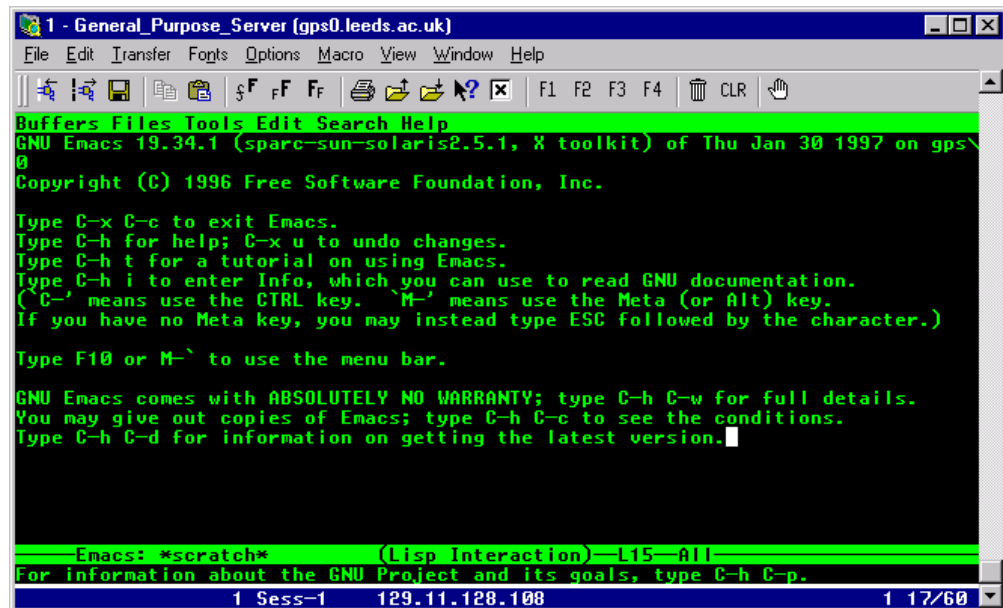 1 - General_Purpose_Server (gps0.leeds.ac.uk)
File Edit Transfer Fonts Options Macro View Window Help
F1 F2 F3 F4 CLR
Buffers Files Tools Edit Search Help
GNU Emacs 19.34.1 (sparc-sun-solaris2.5.1, X toolkit) of Thu Jan 30 1997 on gps\
0
Copyright (C) 1996 Free Software Foundation, Inc.
Type C-x C-c to exit Emacs.
Type C-h for help; C-x u to undo changes.
Type C-h t for a tutorial on using Emacs.
Type C-h i to enter Info, which you can use to read GNU documentation.
(`C-' means use the CTRL key.  `M-' means use the Meta (or Alt) key.
If you have no Meta key, you may instead type ESC followed by the character.)
Type F10 or M-` to use the menu bar.
GNU Emacs comes with ABSOLUTELY NO WARRANTY; type C-h C-w for full details.
You may give out copies of Emacs; type C-h C-c to see the conditions.
Type C-h C-d for information on getting the latest version.
-----Emacs: *scratch*        (Lisp Interaction)--L15--All-----
For information about the GNU Project and its goals, type C-h C-p.
1 Sess-1 129.11.128.108 1 17/60